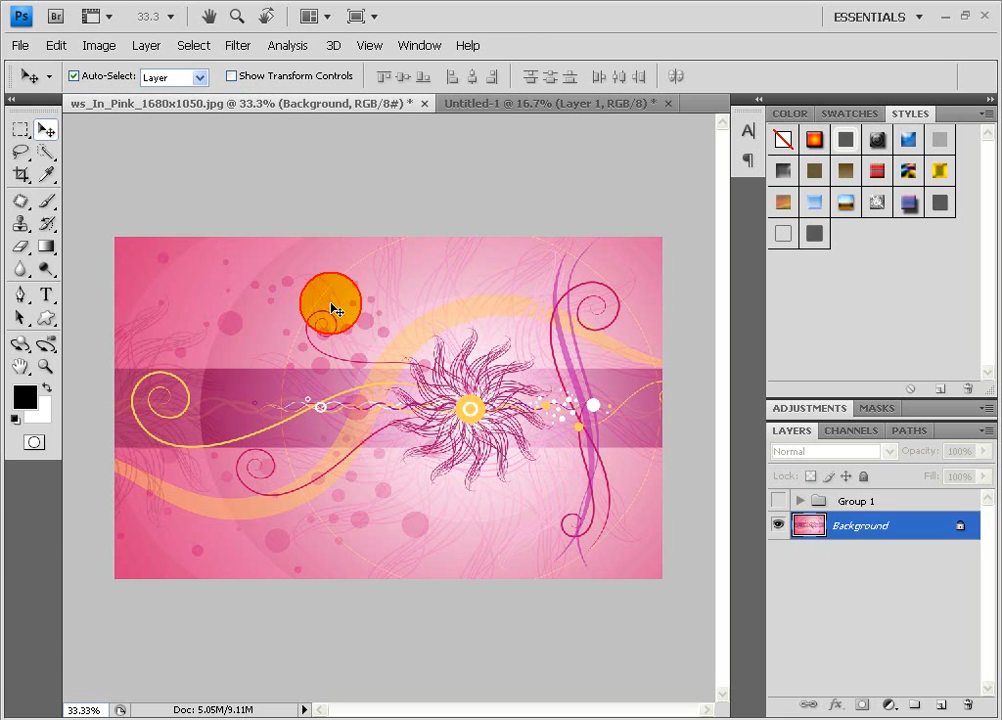 Ps Br 33.3 ESSENTIALS
File Edit Image Layer Select Filter Analysis 3D View Window Help
Auto-Select: Layer Show Transform Controls
ws_In_Pink_1680x1050.jpg @ 33.3% (Background, RGB/8#) * Untitled-1 @ 16.7% (Layer 1, RGB/8) *
COLOR SWATCHES STYLES
A
T
ADJUSTMENTS MASKS
LAYERS CHANNELS PATHS
Normal Opacity: 100%
Lock: Fill: 100%
Group 1
Background
33.33% Doc: 5.05M/9.11M
fx